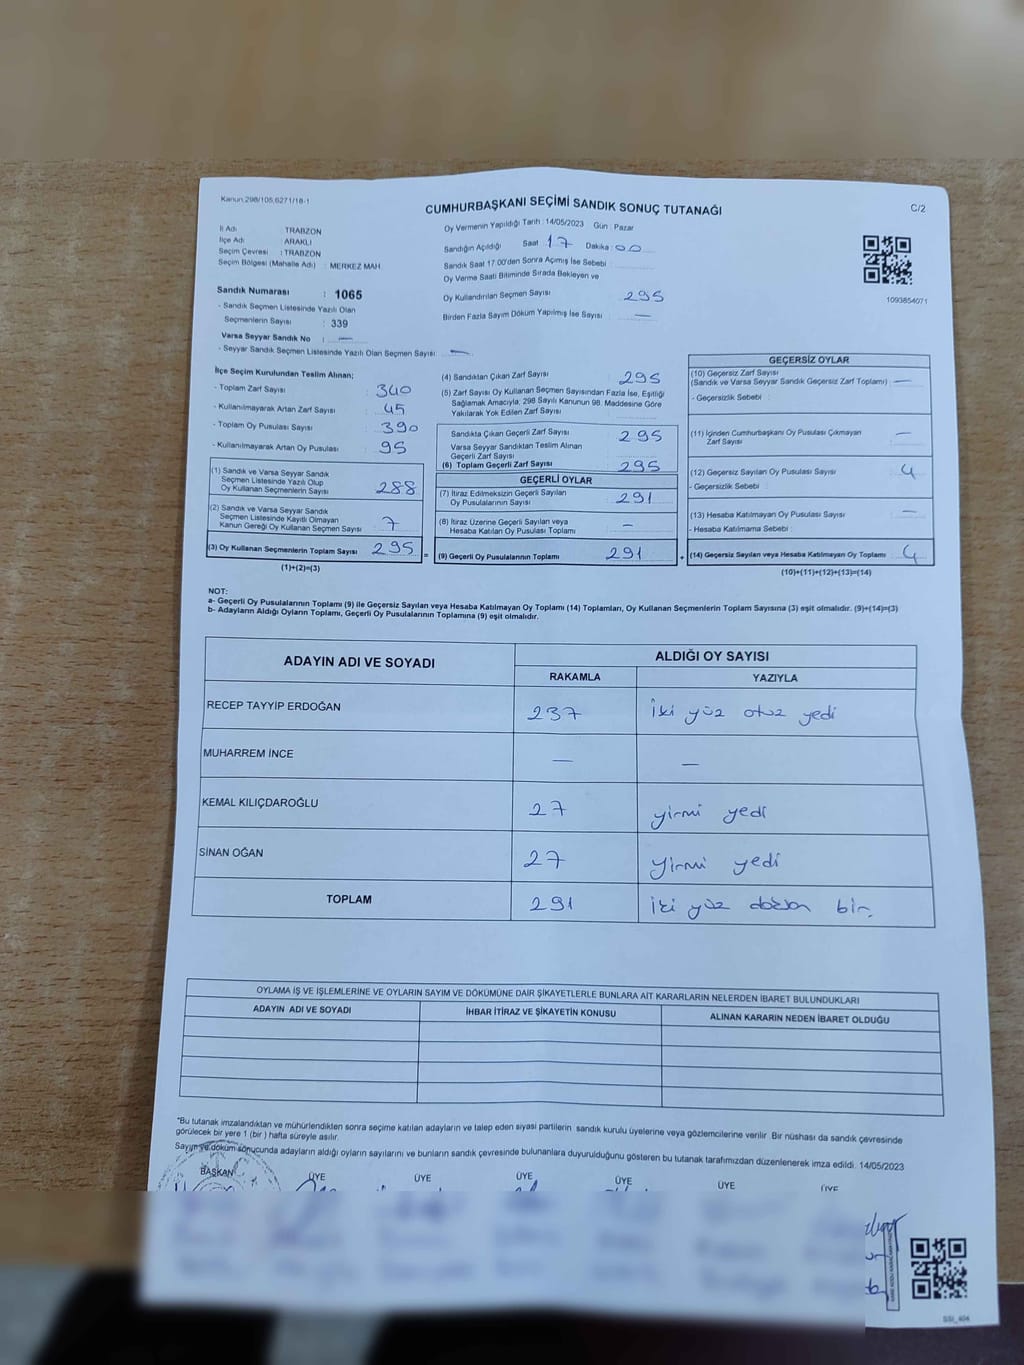 Kanun.298/105,6271/18-1
CUMHURBAŞKANI SEÇİMİ SANDIK SONUÇ TUTANAĞI
C/2
İl Adı : TRABZON
İlçe Adı : ARAKLI
Seçim Çevresi : TRABZON
Seçim Bölgesi (Mahalle Adı) : MERKEZ MAH.
Oy Vermenin Yapıldığı Tarih : 14/05/2023 Gün : Pazar
Sandığın Açıldığı Saat : 17 Dakika : 00
Sandık Saat 17.00'den Sonra Açımış İse Sebebi :
Oy Verme Saati Bitiminde Sırada Bekleyen ve
Oy Kullandırılan Seçmen Sayısı 295
Birden Fazla Sayım Döküm Yapılmış İse Sayısı —
1093854071
Sandık Numarası : 1065
- Sandık Seçmen Listesinde Yazılı Olan
Seçmenlerin Sayısı : 339
Varsa Seyyar Sandık No : —
- Seyyar Sandık Seçmen Listesinde Yazılı Olan Seçmen Sayısı : —
İlçe Seçim Kurulundan Teslim Alınan;
- Toplam Zarf Sayısı : 340
- Kullanılmayarak Artan Zarf Sayısı : 45
- Toplam Oy Pusulası : 390
- Kullanılmayarak Artan Oy Pusulası : 95
(1) Sandık ve Varsa Seyyar Sandık
Seçmen Listesinde Yazılı Olup
Oy Kullanan Seçmenlerin Sayısı 288
(2) Sandık ve Varsa Seyyar Sandık
Seçmen Listesinde Kayıtlı Olmayan
Kanun Gereği Oy Kullanan Seçmen Sayısı 7
(3) Oy Kullanan Seçmenlerin Toplam Sayısı 295 =
(1)+(2)=(3)
(4) Sandıktan Çıkan Zarf Sayısı 295
(5) Zarf Sayısı Oy Kullanan Seçmen Sayısından Fazla İse, Eşitliği
Sağlamak Amacıyla; 298 Sayılı Kanunun 98. Maddesine Göre
Yakılarak Yok Edilen Zarf Sayısı
Sandıkta Çıkan Geçerli Zarf Sayısı 295
Varsa Seyyar Sandıktan Teslim Alınan
Geçerli Zarf Sayısı
(6) Toplam Geçerli Zarf Sayısı 295
GEÇERLİ OYLAR
(7) İtiraz Edilmeksizin Geçerli Sayılan
Oy Pusulalarının Sayısı 291
(8) İtiraz Üzerine Geçerli Sayılan veya
Hesaba Katılan Oy Pusulaları Toplamı —
(9) Geçerli Oy Pusulalarının Toplamı 291 +
GEÇERSİZ OYLAR
(10) Geçersiz Zarf Sayısı
(Sandık ve Varsa Seyyar Sandık Geçersiz Zarf Toplamı) —
- Geçersizlik Sebebi :
(11) İçinden Cumhurbaşkanı Oy Pusulası Çıkmayan
Zarf Sayısı —
(12) Geçersiz Sayılan Oy Pusulası Sayısı 4
- Geçersizlik Sebebi :
(13) Hesaba Katılmayan Oy Pusulası Sayısı —
- Hesaba Katılmama Sebebi :
(14) Geçersiz Sayılan veya Hesaba Katılmayan Oy Toplamı 4
(10)+(11)+(12)+(13)=(14)
NOT:
a- Geçerli Oy Pusulalarının Toplamı (9) ile Geçersiz Sayılan veya Hesaba Katılmayan Oy Toplamı (14) Toplamları, Oy Kullanan Seçmenlerin Toplam Sayısına (3) eşit olmalıdır. (9)+(14)=(3)
b- Adayların Aldığı Oyların Toplamı, Geçerli Oy Pusulalarının Toplamına (9) eşit olmalıdır.
ADAYIN ADI VE SOYADI ALDIĞI OY SAYISI
RAKAMLA YAZIYLA
RECEP TAYYİP ERDOĞAN 237 İki yüz otuz yedi
MUHARREM İNCE — —
KEMAL KILIÇDAROĞLU 27 yirmi yedi
SİNAN OĞAN 27 yirmi yedi
TOPLAM 291 İki yüz doksan bir.
OYLAMA İŞ VE İŞLEMLERİNE VE OYLARIN SAYIM VE DÖKÜMÜNE DAİR ŞİKAYETLERLE BUNLARA AİT KARARLARIN NELERDEN İBARET BULUNDUKLARI
ADAYIN ADI VE SOYADI İHBAR İTİRAZ VE ŞİKAYETİN KONUSU ALINAN KARARIN NEDEN İBARET OLDUĞU
*Bu tutanak imzalandıktan ve mühürlendikten sonra seçime katılan adayların ve talep eden siyasi partilerin sandık kurulu üyelerine veya gözlemcilerine verilir. Bir nüshası da sandık çevresinde
görülecek bir yere 1 (bir ) hafta süreyle asılır.
Sayım ve döküm sonucunda adayların aldığı oyların sayılarını ve bunların sandık çevresinde bulunanlara duyurulduğunu gösteren bu tutanak tarafımızdan düzenlenerek imza edildi. 14/05/2023
BAŞKAN ÜYE ÜYE ÜYE ÜYE ÜYE ÜYE